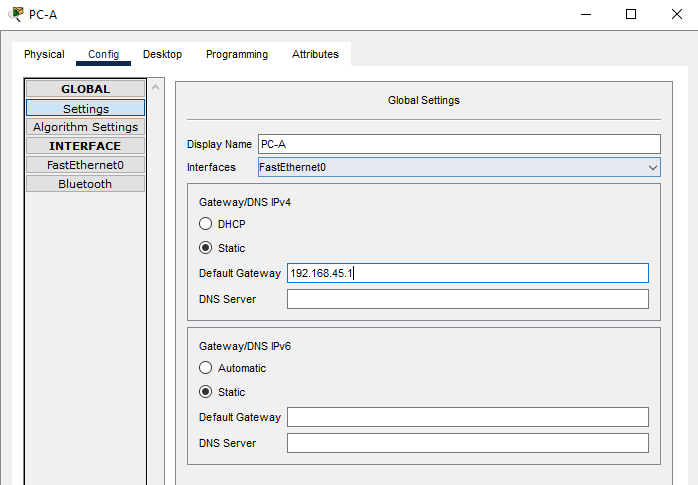 PC-A
Physical Config Desktop Programming Attributes
GLOBAL
Settings
Algorithm Settings
INTERFACE
FastEthernet0
Bluetooth
Global Settings
Display Name PC-A
Interfaces FastEthernet0
Gateway/DNS IPv4
DHCP
Static
Default Gateway 192.168.45.1
DNS Server
Gateway/DNS IPv6
Automatic
Static
Default Gateway
DNS Server